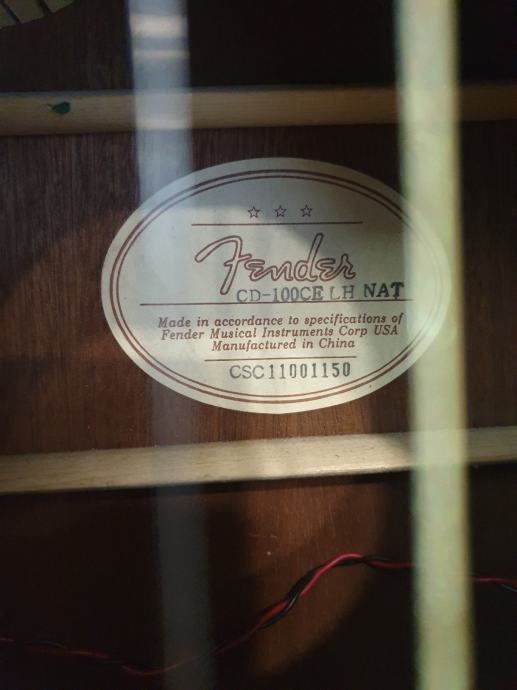 Fender
CD-100CE LH NAT
Made in accordance to specifications of
Fender Musical Instruments Corp USA
Manufactured in China
CSC11001150